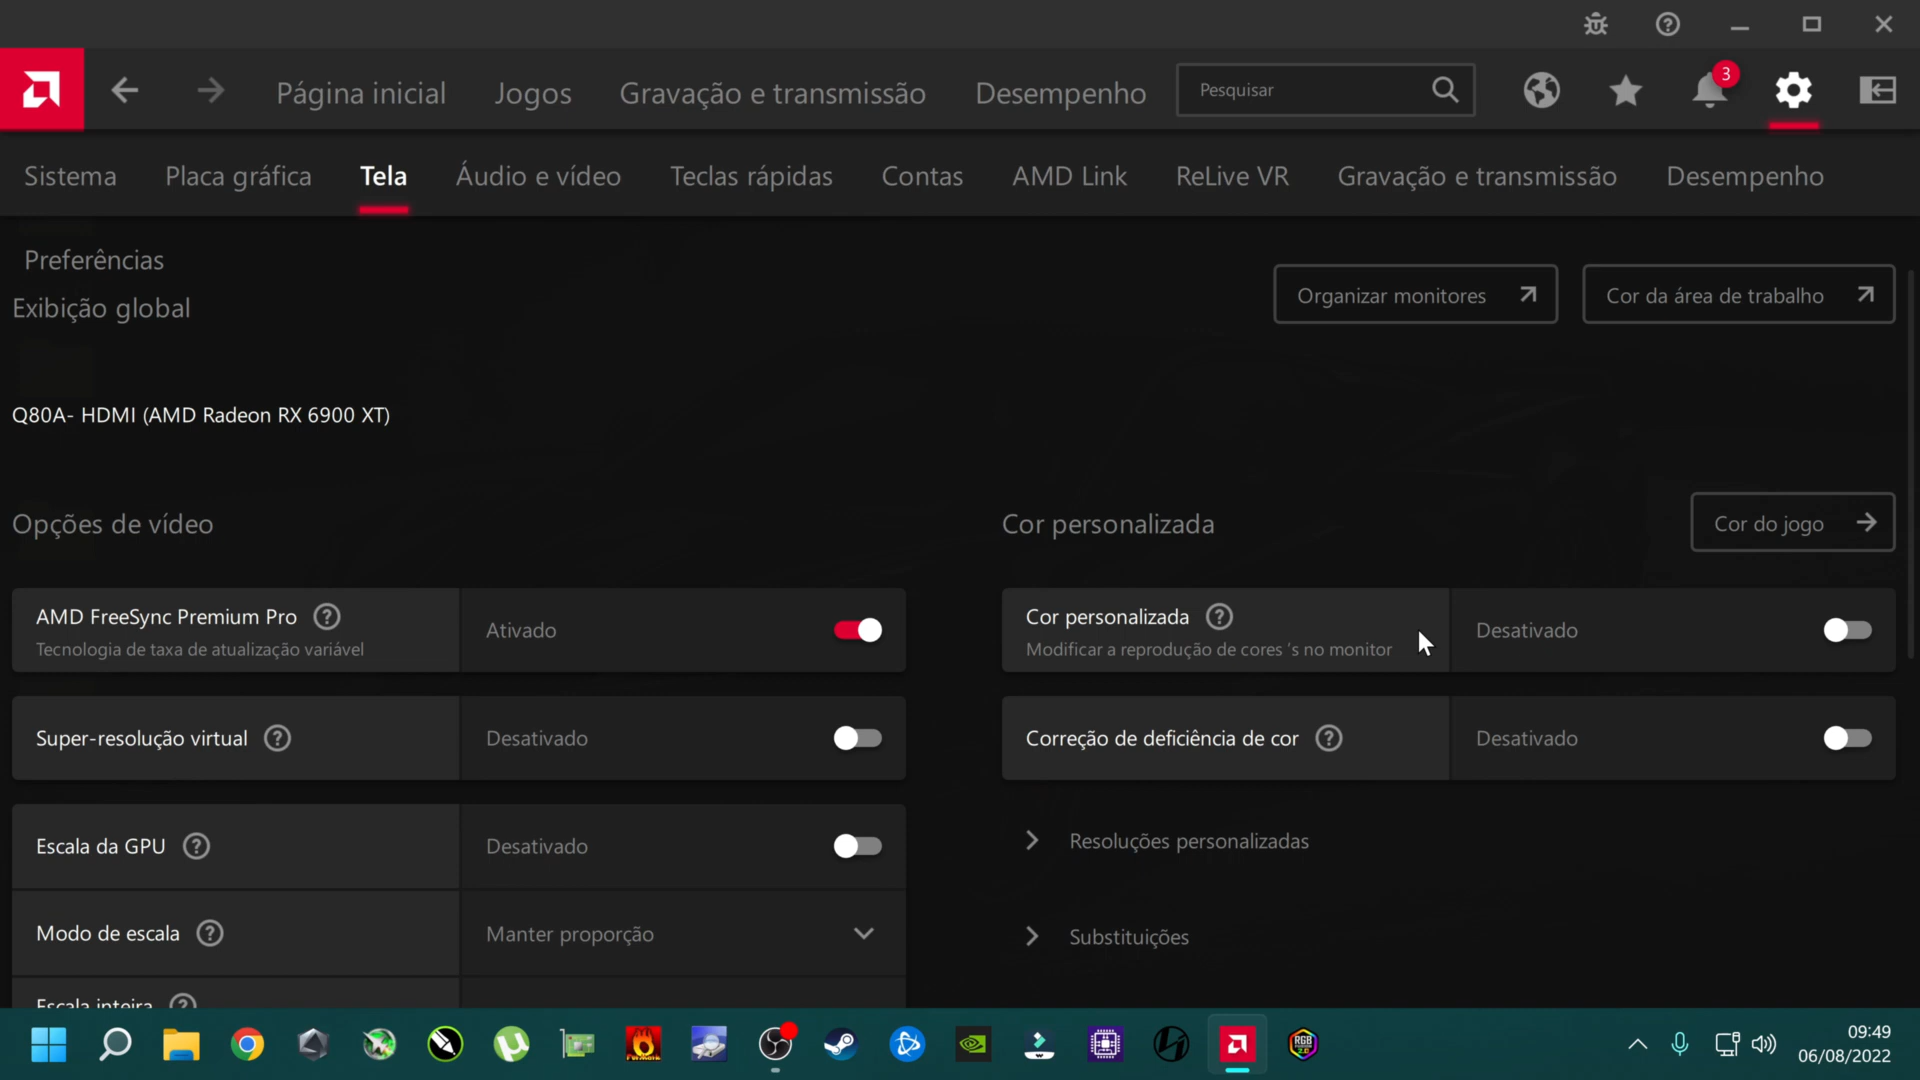 3
Página inicial
Jogos
Gravação e transmissão
Desempenho
Pesquisar
Sistema
Placa gráfica
Tela
Áudio e vídeo
Teclas rápidas
Contas
AMD Link
ReLive VR
Gravação e transmissão
Desempenho
Preferências
Exibição global
Organizar monitores
Cor da área de trabalho
Q80A- HDMI (AMD Radeon RX 6900 XT)
Opções de vídeo
AMD FreeSync Premium Pro
Tecnologia de taxa de atualização variável
Ativado
Super-resolução virtual
Desativado
Escala da GPU
Desativado
Modo de escala
Manter proporção
Escala inteira
Cor personalizada
Cor do jogo
Cor personalizada
Modificar a reprodução de cores 's no monitor
Desativado
Correção de deficiência de cor
Desativado
Resoluções personalizadas
Substituições
RGB
2.0
09:49
06/08/2022